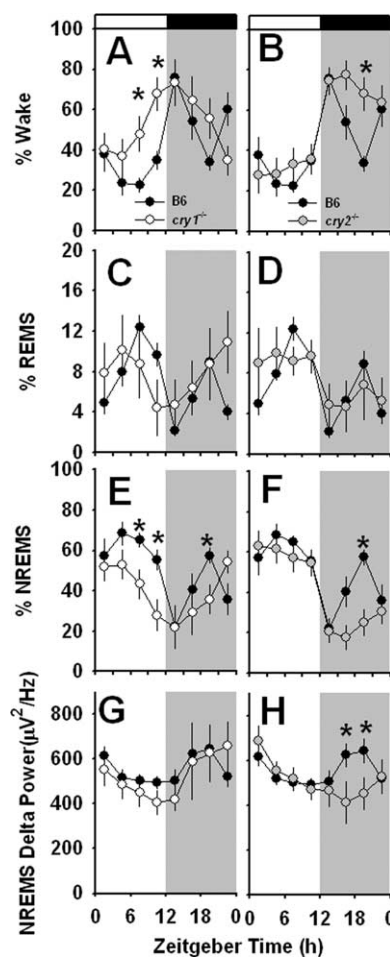 A
B
*
*
*
% Wake
100
80
60
40
20
0
B6
cry1-/-
B6
cry2-/-
C
D
% REMS
20
16
12
8
4
0
E
F
*
*
*
*
% NREMS
100
80
60
40
20
0
G
H
*
*
NREMS Delta Power(μV²/Hz)
800
600
400
200
0
0 6 12 18 0
0 6 12 18 0
Zeitgeber Time (h)